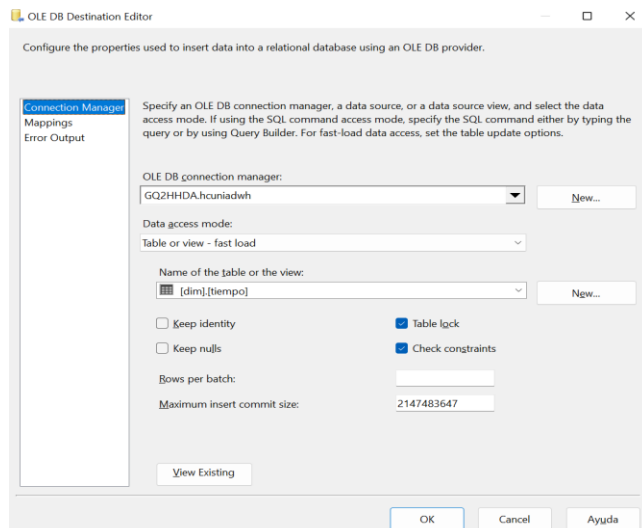 OLE DB Destination Editor
Configure the properties used to insert data into a relational database using an OLE DB provider.
Connection Manager
Mappings
Error Output
Specify an OLE DB connection manager, a data source, or a data source view, and select the data
access mode. If using the SQL command access mode, specify the SQL command either by typing the
query or by using Query Builder. For fast-load data access, set the table update options.
OLE DB connection manager:
GQ2HHDA.hcuniadwh
New...
Data access mode:
Table or view - fast load
Name of the table or the view:
[dim].[tiempo]
New...
Keep identity
Table lock
Keep nulls
Check constraints
Rows per batch:
Maximum insert commit size:
2147483647
View Existing
OK
Cancel
Ayuda